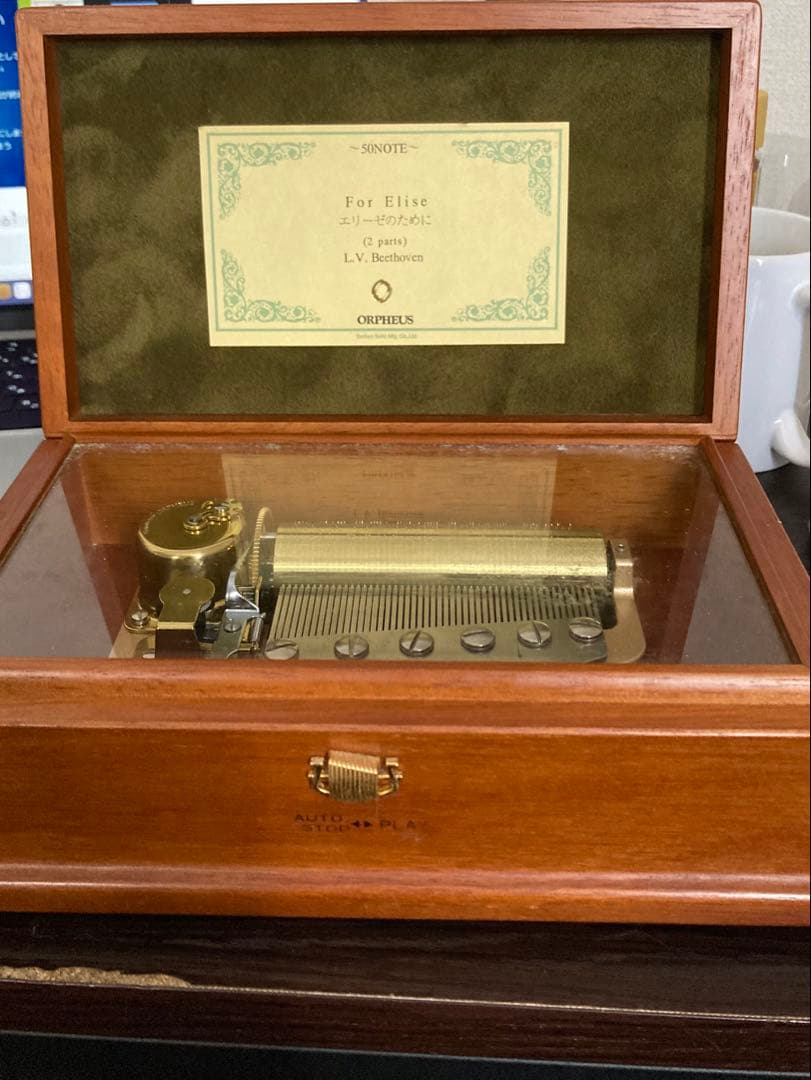 ～50NOTE～
For Elise
エリーゼのために
(2 parts)
L.V. Beethoven
ORPHEUS
AUTO
STOP ◄► PLAY